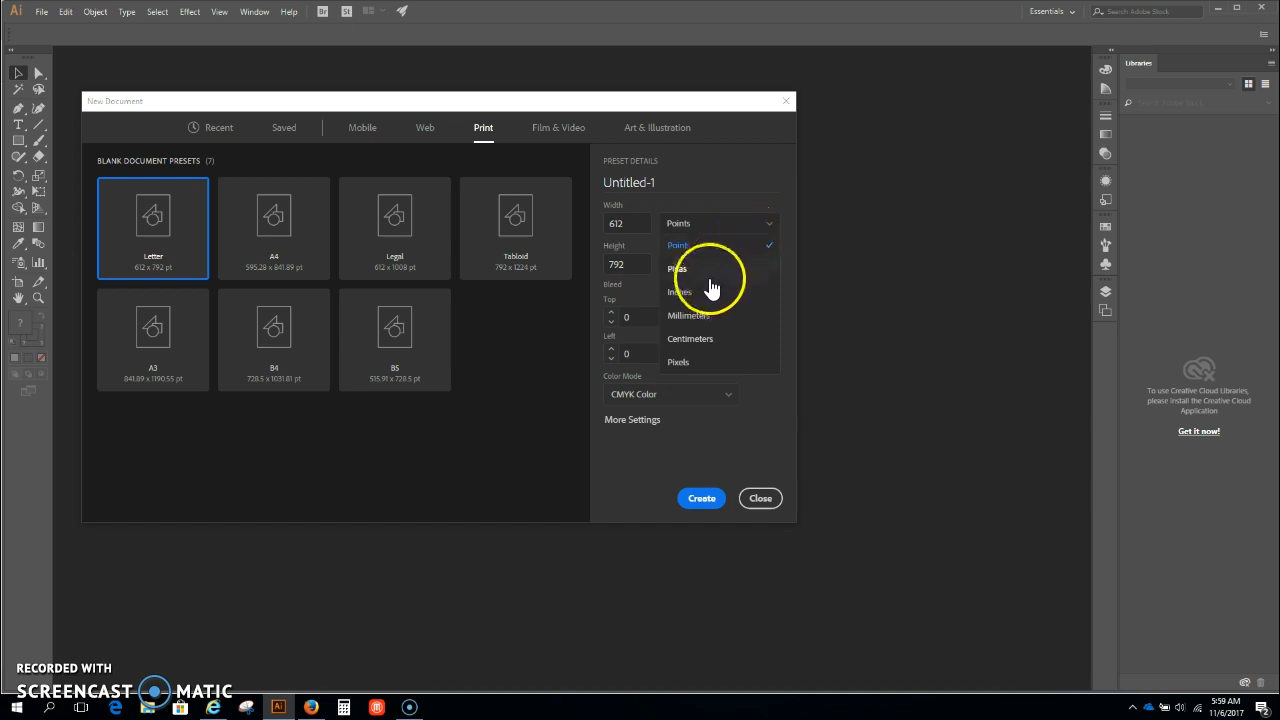 Ai File Edit Object Type Select Effect View Window Help Br St Essentials Search Adobe Stock
Libraries
New Document
Recent Saved Mobile Web Print Film & Video Art & Illustration
BLANK DOCUMENT PRESETS (7)
Letter
612 x 792 pt
A4
595.28 x 841.89 pt
Legal
612 x 1008 pt
Tabloid
792 x 1224 pt
A3
841.89 x 1190.55 pt
B4
728.5 x 1031.81 pt
B5
515.91 x 728.5 pt
PRESET DETAILS
Untitled-1
Width
612 Points
Height
792
Points
Picas
Inches
Millimeters
Centimeters
Pixels
Bleed
Top
0
Left
0
Color Mode
CMYK Color
More Settings
Create Close
To use Creative Cloud Libraries,
please install the Creative Cloud
Application
Get it now!
RECORDED WITH
SCREENCAST MATIC
5:59 AM
11/6/2017